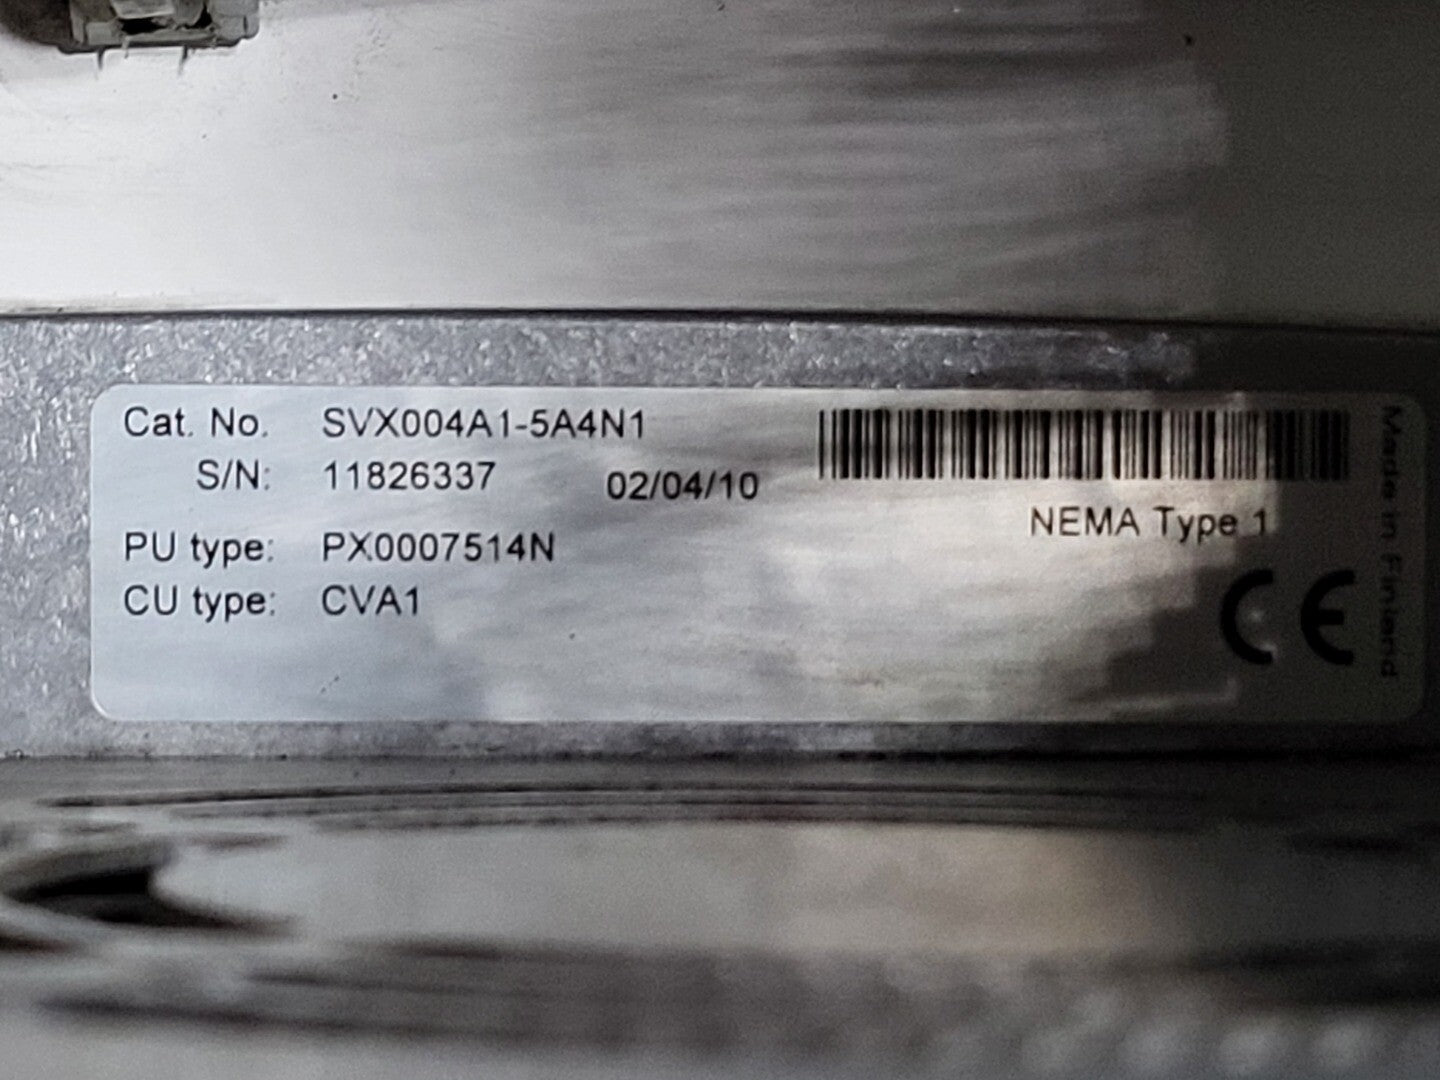 Cat. No. SVX004A1-5A4N1
S/N: 11826337 02/04/10
NEMA Type 1
PU type: PX0007514N
CU type: CVA1
CE
Made in Finland